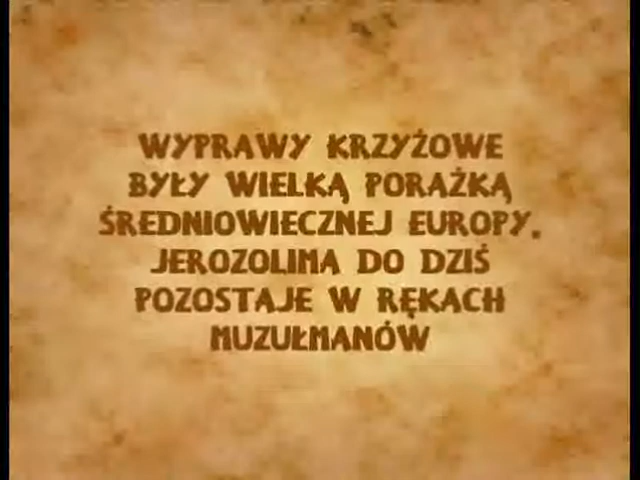 WYPRAWY KRZYŻOWE
BYŁY WIELKĄ PORAŻKĄ
ŚREDNIOWIECZNEJ EUROPY.
JEROZOLIMA DO DZIŚ
POZOSTAJE W RĘKACH
MUZUŁMANÓW